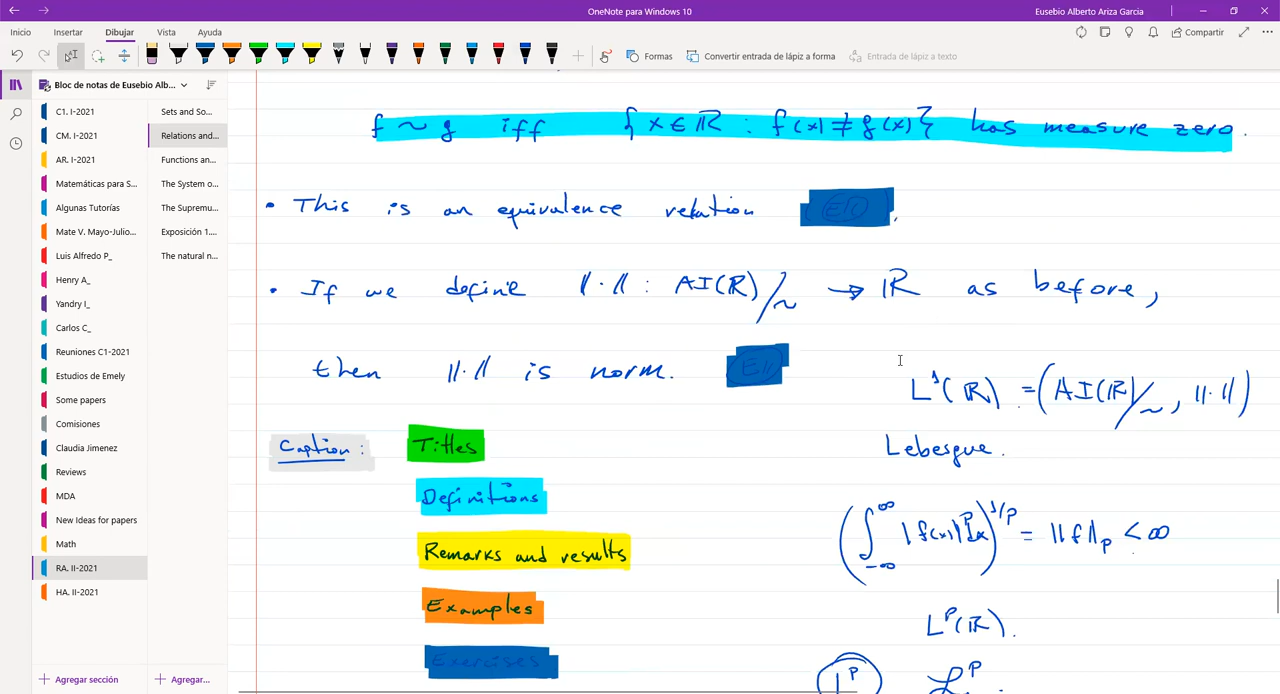 OneNote para Windows 10
Eusebio Alberto Ariza Garcia
Inicio Insertar Dibujar Vista Ayuda
Compartir
Formas Convertir entrada de lápiz a forma Entrada de lápiz a texto
Bloc de notas de Eusebio Alb...
C1. I-2021
CM. I-2021
AR. I-2021
Matemáticas para S...
Algunas Tutorías
Mate V. Mayo-Julio...
Luis Alfredo P_
Henry A_
Yandry I_
Carlos C_
Reuniones C1-2021
Estudios de Emely
Some papers
Comisiones
Claudia Jimenez
Reviews
MDA
New Ideas for papers
Math
RA. II-2021
HA. II-2021
Agregar sección
Sets and So...
Relations and...
Functions an...
The System o...
The Supremu...
Exposición 1....
The natural n...
Agregar...
f ~ g iff { x ∈ ℝ : f(x) ≠ g(x) } has measure zero.
• This is an equivalence relation (E10).
• If we define ‖·‖ : AI(ℝ)/~ → ℝ as before,
then ‖·‖ is norm. (E11)
L¹(ℝ) = (AI(ℝ)/~, ‖·‖)
Lebesgue.
(∫_{-∞}^{∞} |f(x)|^p dx)^{1/p} = ‖f‖_p < ∞
L^p(ℝ).
Caption: Titles
Definitions
Remarks and results
Examples
Exercises